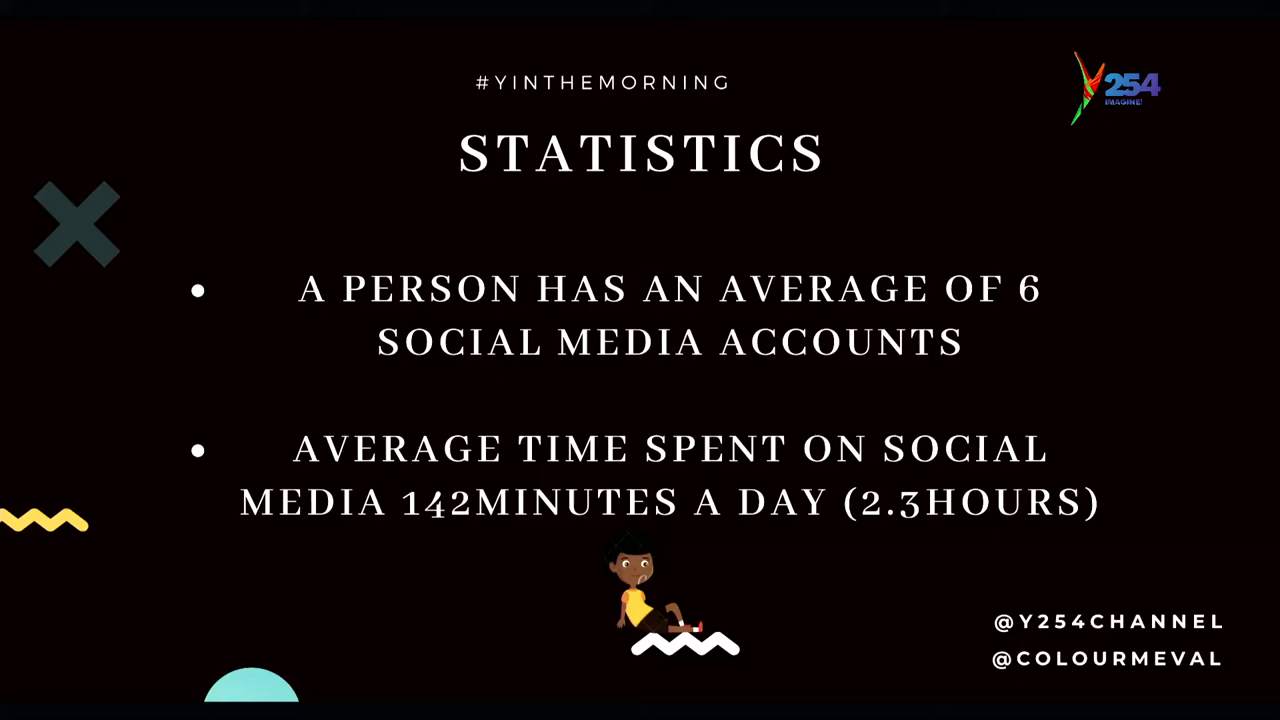 #YINTHEMORNING
254
IMAGINE!
STATISTICS
• A PERSON HAS AN AVERAGE OF 6
SOCIAL MEDIA ACCOUNTS
• AVERAGE TIME SPENT ON SOCIAL
MEDIA 142MINUTES A DAY (2.3HOURS)
@Y254CHANNEL
@COLOURMEVAL